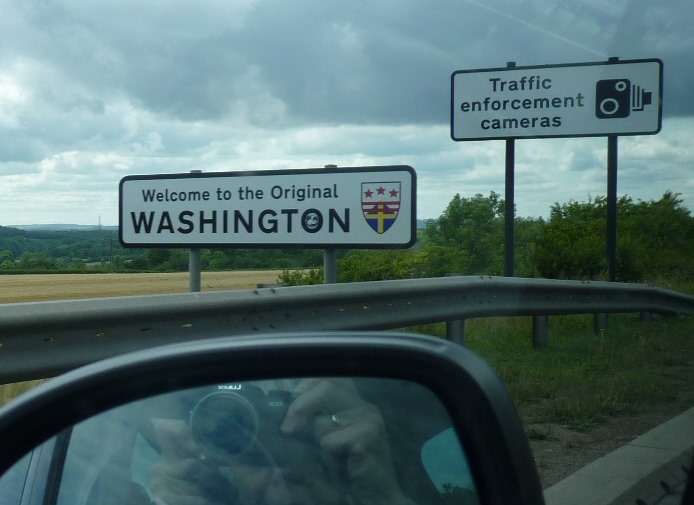 Welcome to the Original
WASHINGTON
Traffic
enforcement
cameras